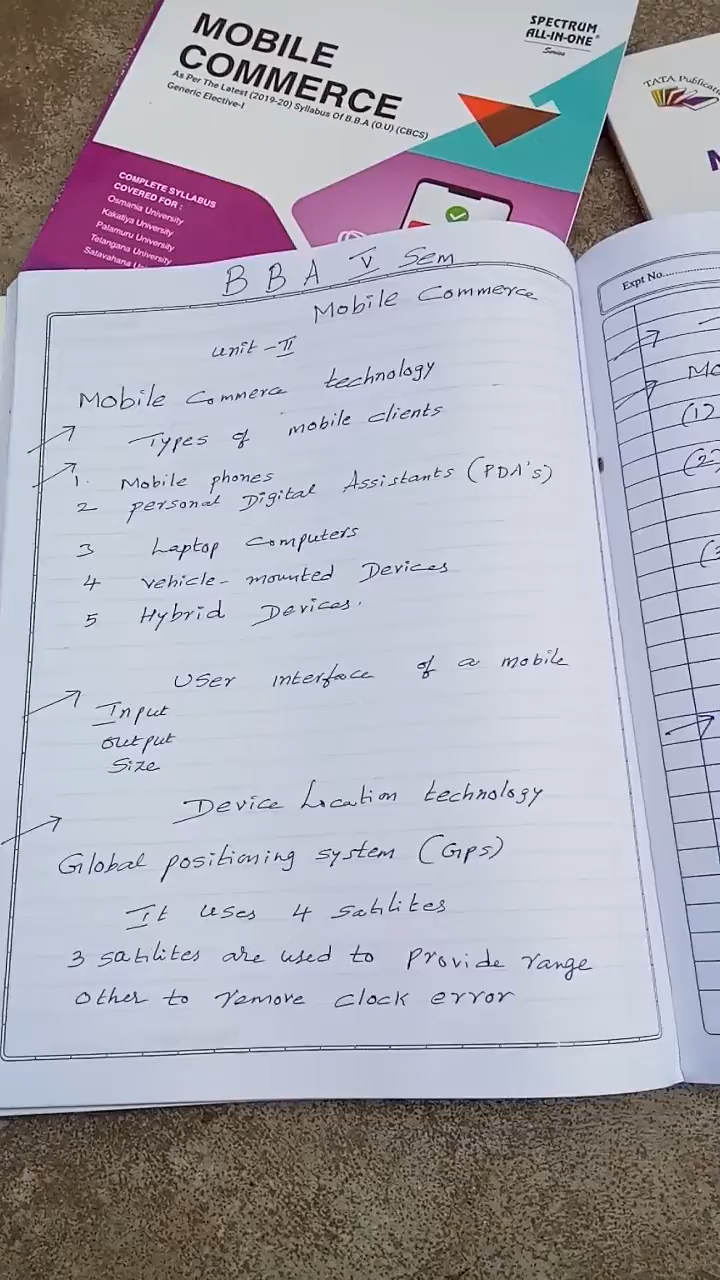 MOBILE
COMMERCE
As Per The Latest (2019-20) Syllabus Of B.B.A (O.U) (CBCS)
Generic Elective-I
SPECTRUM
ALL-IN-ONE
Series
COMPLETE SYLLABUS
COVERED FOR :
Osmania University
Kakatiya University
Palamuru University
Telangana University
Satavahana
TATA
BBA V Sem
Mobile Commerce
unit - II
Mobile Commerce technology
Types of mobile clients
1. Mobile phones
2 personal Digital Assistants (PDA's)
3 Laptop Computers
4 vehicle-mounted Devices
5 Hybrid Devices.
User interface of a mobile
Input
output
Size
Device Location technology
Global positioning system (GPS)
It uses 4 satilites
3 satilites are used to provide range
other to remove clock error
Expt No.
(1)
(2)